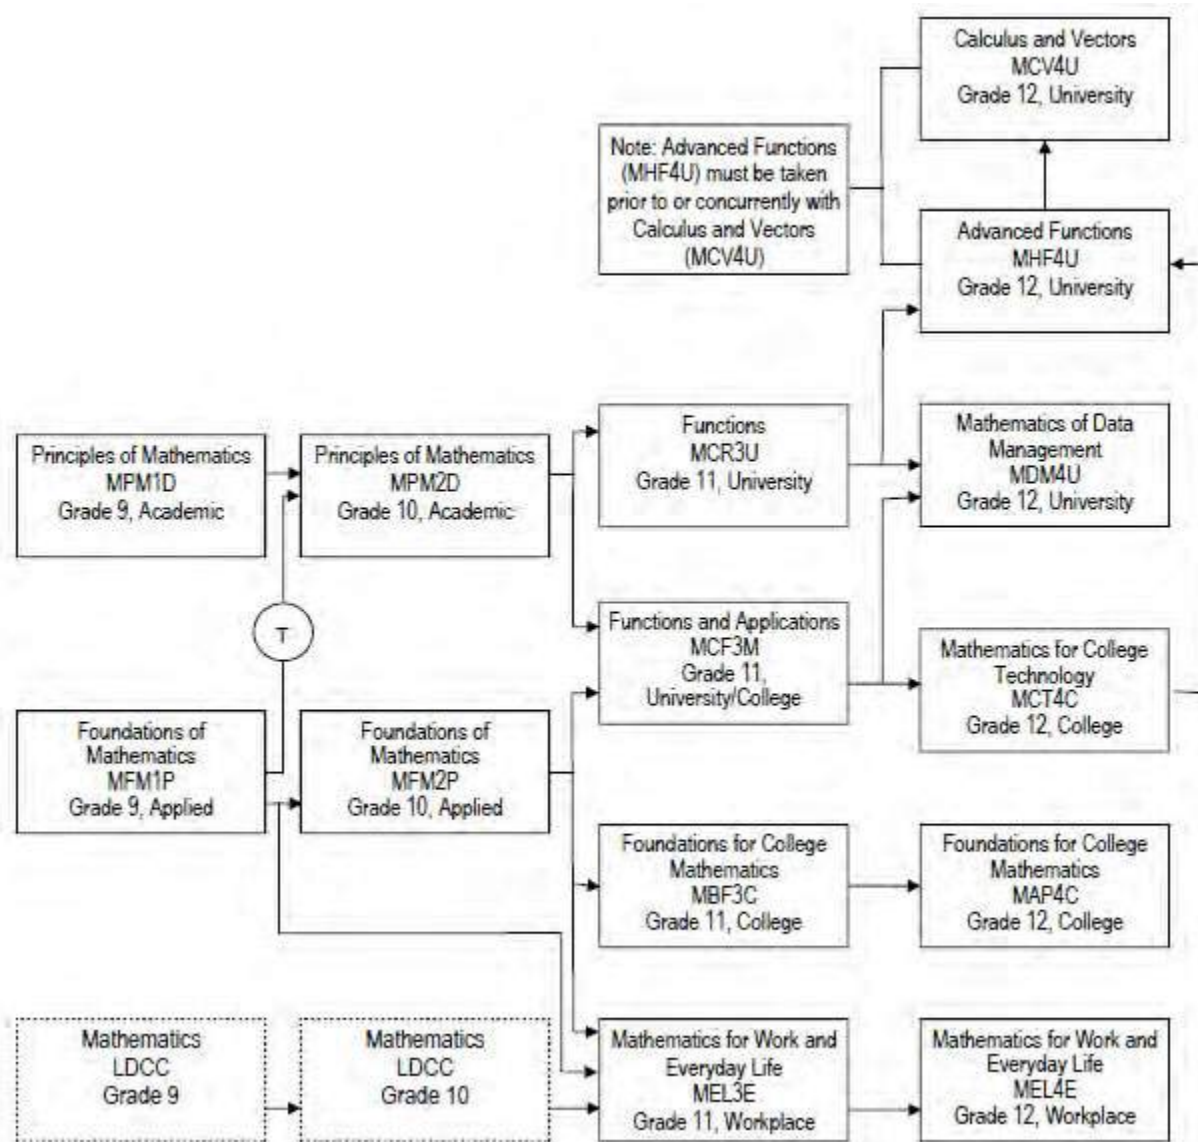 Calculus and Vectors
MCV4U
Grade 12, University
Note: Advanced Functions
(MHF4U) must be taken
prior to or concurrently with
Calculus and Vectors
(MCV4U)
Advanced Functions
MHF4U
Grade 12, University
Principles of Mathematics
MPM1D
Grade 9, Academic
Principles of Mathematics
MPM2D
Grade 10, Academic
Functions
MCR3U
Grade 11, University
Mathematics of Data
Management
MDM4U
Grade 12, University
T
Functions and Applications
MCF3M
Grade 11,
University/College
Mathematics for College
Technology
MCT4C
Grade 12, College
Foundations of
Mathematics
MFM1P
Grade 9, Applied
Foundations of
Mathematics
MFM2P
Grade 10, Applied
Foundations for College
Mathematics
MBF3C
Grade 11, College
Foundations for College
Mathematics
MAP4C
Grade 12, College
Mathematics
LDCC
Grade 9
Mathematics
LDCC
Grade 10
Mathematics for Work and
Everyday Life
MEL3E
Grade 11, Workplace
Mathematics for Work and
Everyday Life
MEL4E
Grade 12, Workplace